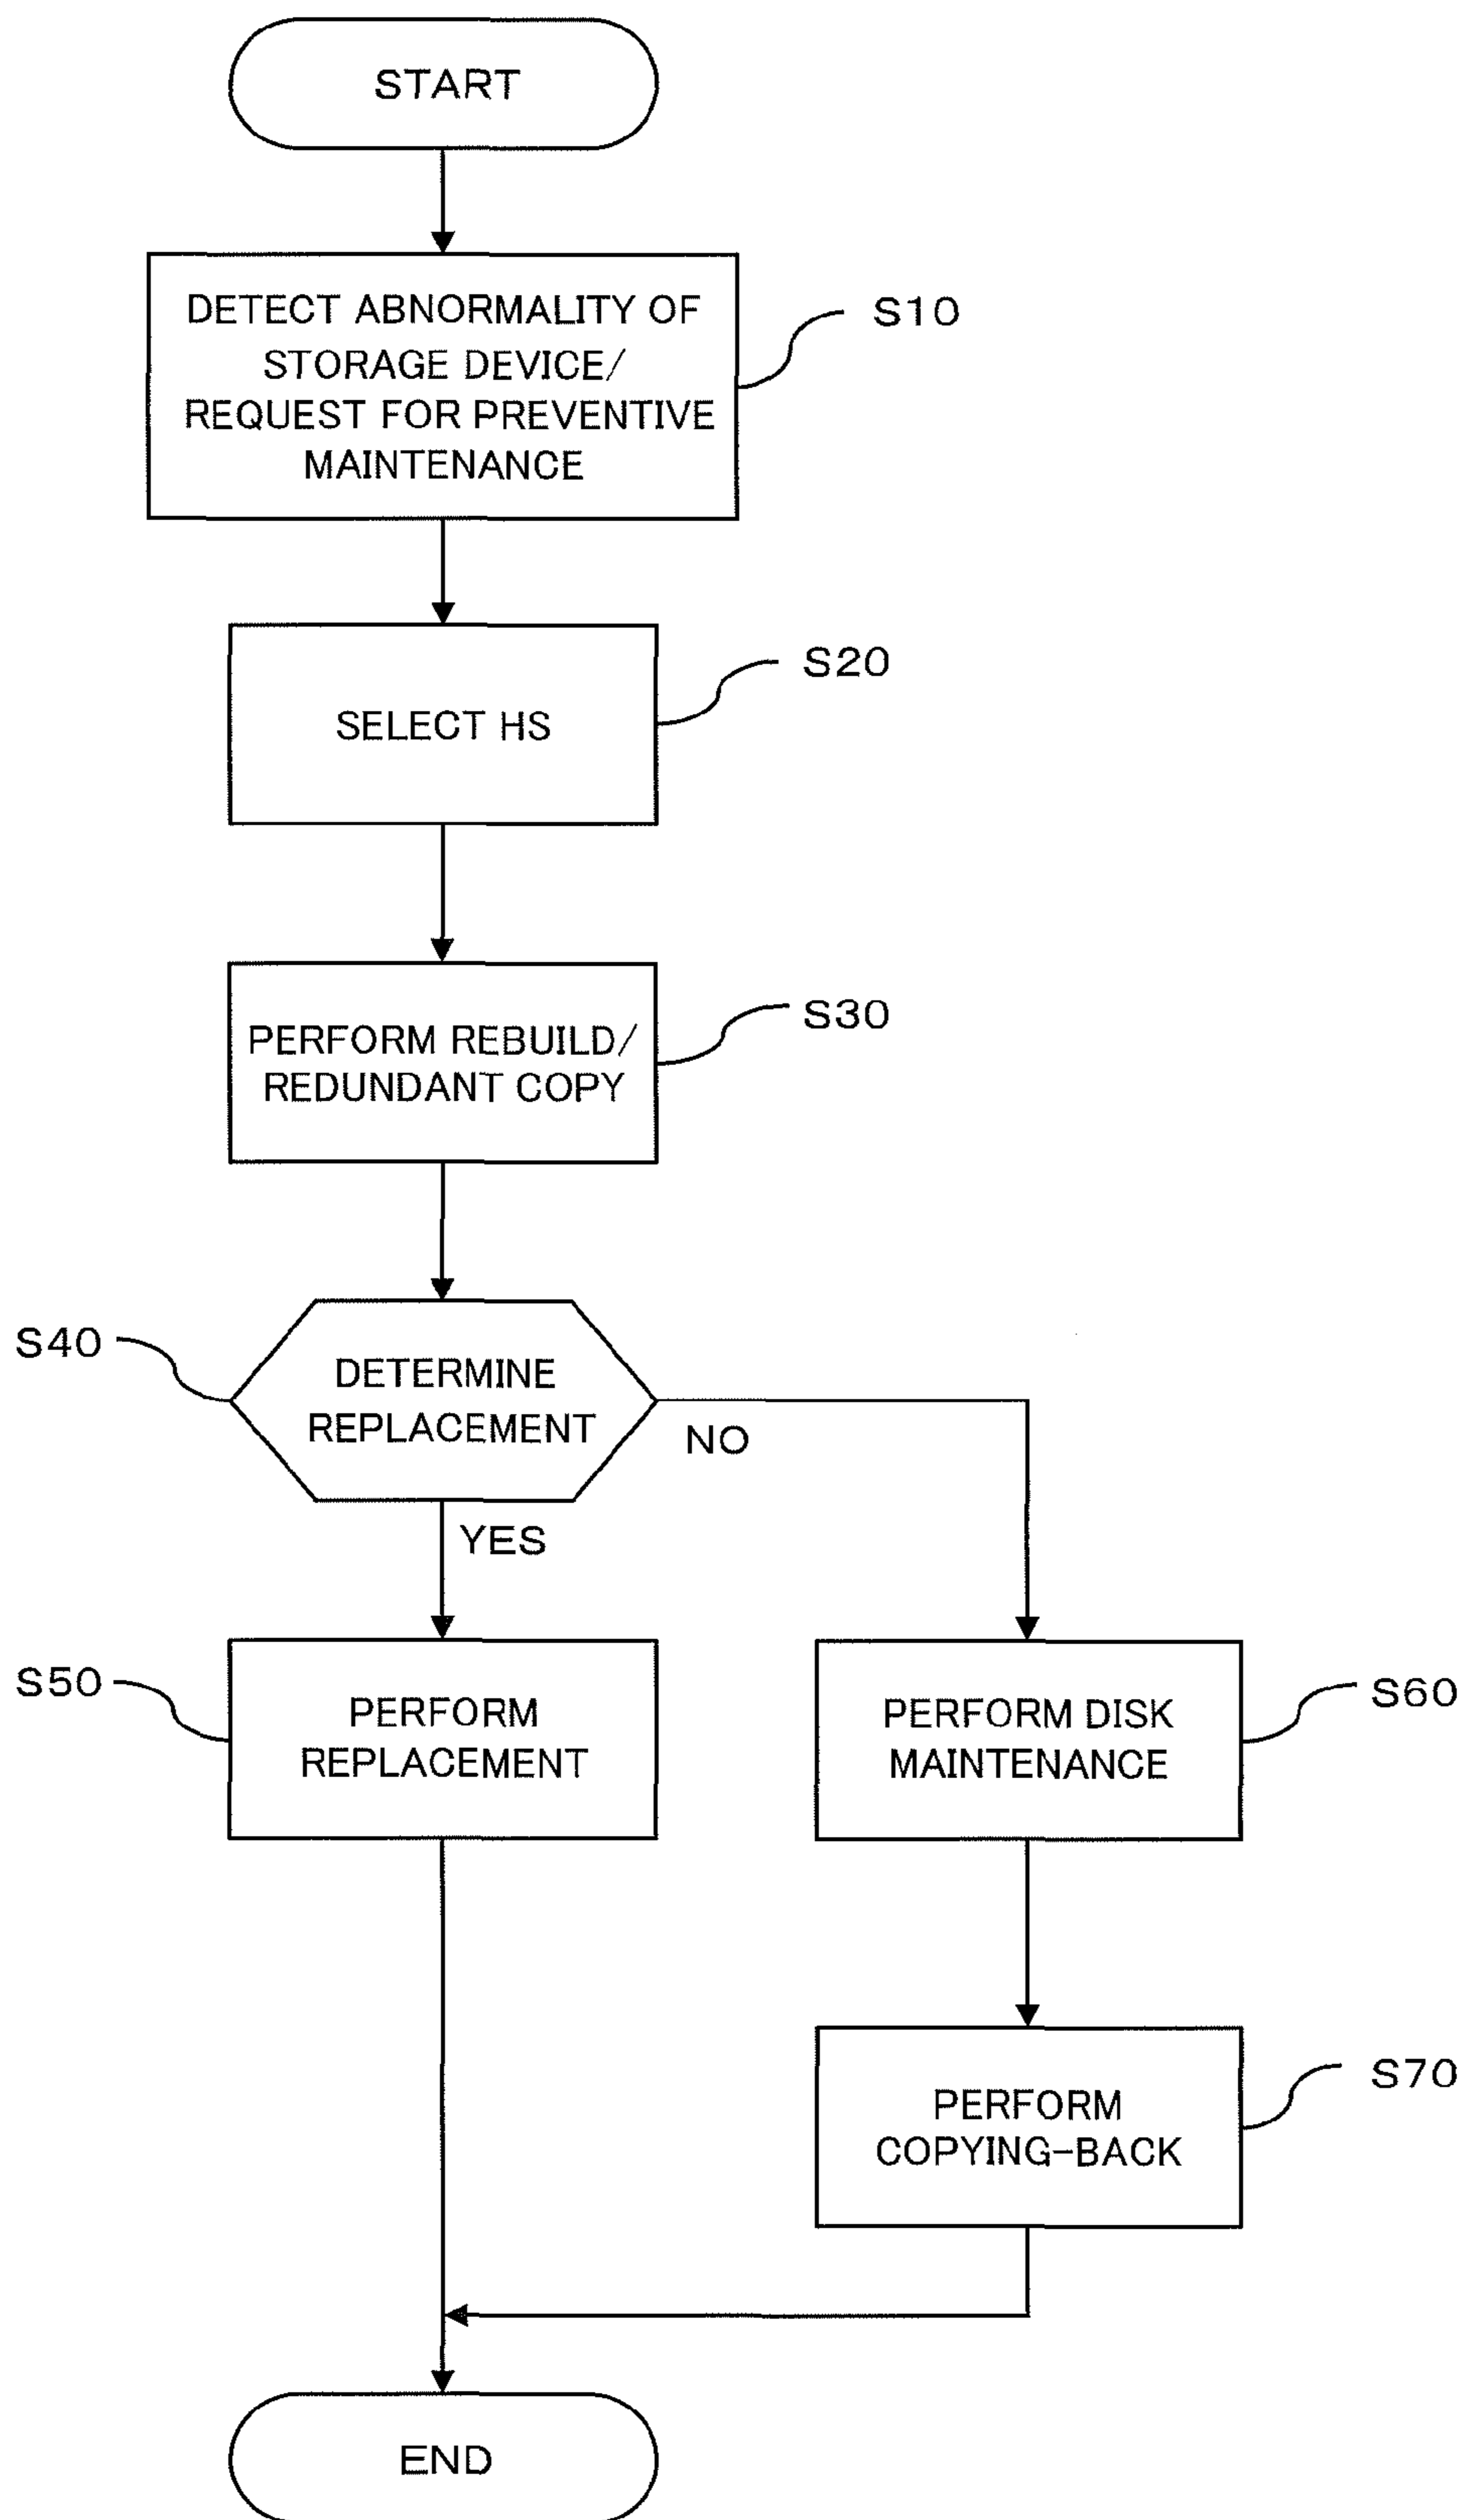 START
DETECT ABNORMALITY OF
STORAGE DEVICE/
REQUEST FOR PREVENTIVE
MAINTENANCE
S10
SELECT HS
S20
PERFORM REBUILD/
REDUNDANT COPY
S30
S40
DETERMINE
REPLACEMENT
NO
YES
S50
PERFORM
REPLACEMENT
PERFORM DISK
MAINTENANCE
S60
PERFORM
COPYING-BACK
S70
END